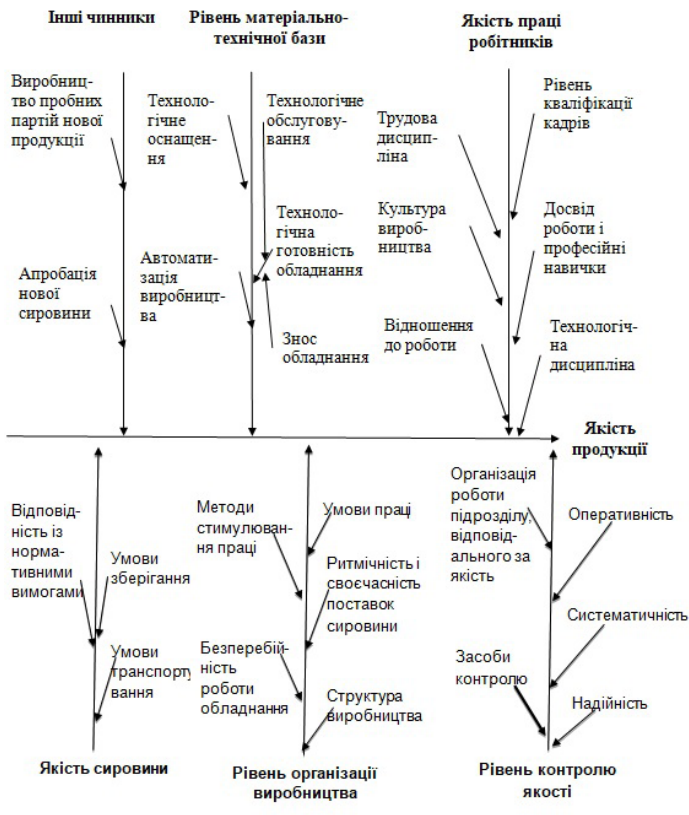 Інші чинники
Рівень матеріально-
технічної бази
Якість праці
робітників
Виробниц-
тво пробних
партій нової
продукції
Апробація
нової
сировини
Техноло-
гічне
оснащен-
ня
Автомати-
зація
виробницт-
ва
Технологічне
обслугову-
вання
Техноло-
гічна
готовність
обладнання
Знос
обладнання
Трудова
дисцип-
ліна
Культура
вироб-
ництва
Відношення
до роботи
Рівень
кваліфікації
кадрів
Досвід
роботи і
професійні
навички
Технологіч-
на
дисципліна
Якість
продукції
Відповід-
ність із
норма-
тивними
вимогами
Умови
зберігання
Умови
транспорту
вання
Якість сировини
Методи
стимулюван-
ня праці
Безперебій-
ність
роботи
обладнання
Умови праці
Ритмічність і
своєчасність
поставок
сировини
Структура
виробництва
Рівень організації
виробництва
Організація
роботи
підрозділу,
відповід-
ального за
якість
Засоби
контролю
Оперативність
Систематичність
Надійність
Рівень контролю
якості